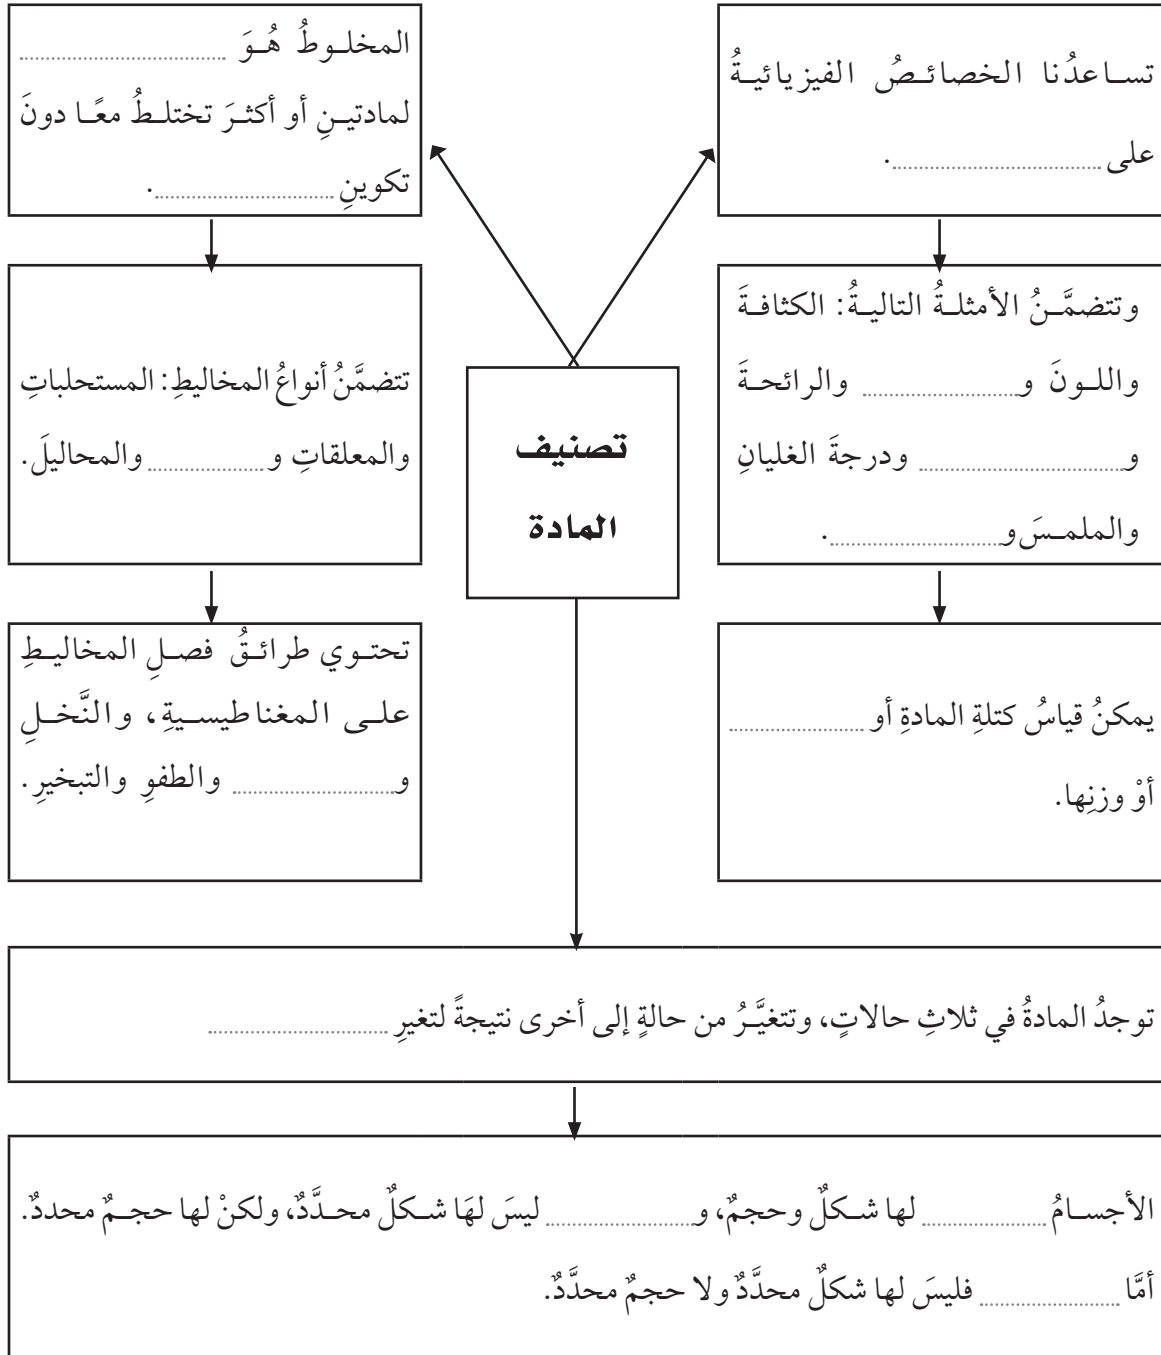 تساعدُنا الخصائصُ الفيزيائيةُ
على ..............................
وتتضمَّنُ الأمثلةُ التاليةُ: الكثافةَ
واللونَ و.............................. والرائحةَ
و.............................. ودرجةَ الغليانِ
والملمسَ و...............................
يمكنُ قياسُ كتلةِ المادةِ أو ..............................
أوْ وزنِها.
المخلوطُ هُوَ ..............................
لمادتينِ أو أكثرَ تختلطُ معًا دونَ
تكوينِ ...............................
تتضمَّنُ أنواعُ المخاليطِ: المستحلباتِ
والمعلقاتِ و.................... والمحاليلَ.
تحتوي طرائقُ فصلِ المخاليطِ
على المغناطيسيةِ، والنَّخلِ
و.............................. والطفوِ والتبخيرِ.
تصنيف
المادة
توجدُ المادةُ في ثلاثِ حالاتٍ، وتتغيَّرُ من حالةٍ إلى أخرى نتيجةً لتغيرِ ..............................
الأجسامُ .................... لها شكلٌ وحجمٌ، و......................... ليسَ لهَا شكلٌ محدَّدٌ، ولكنْ لها حجمٌ محددٌ.
أمَّا ......................... فليسَ لها شكلٌ محدَّدٌ ولا حجمٌ محدَّدٌ.